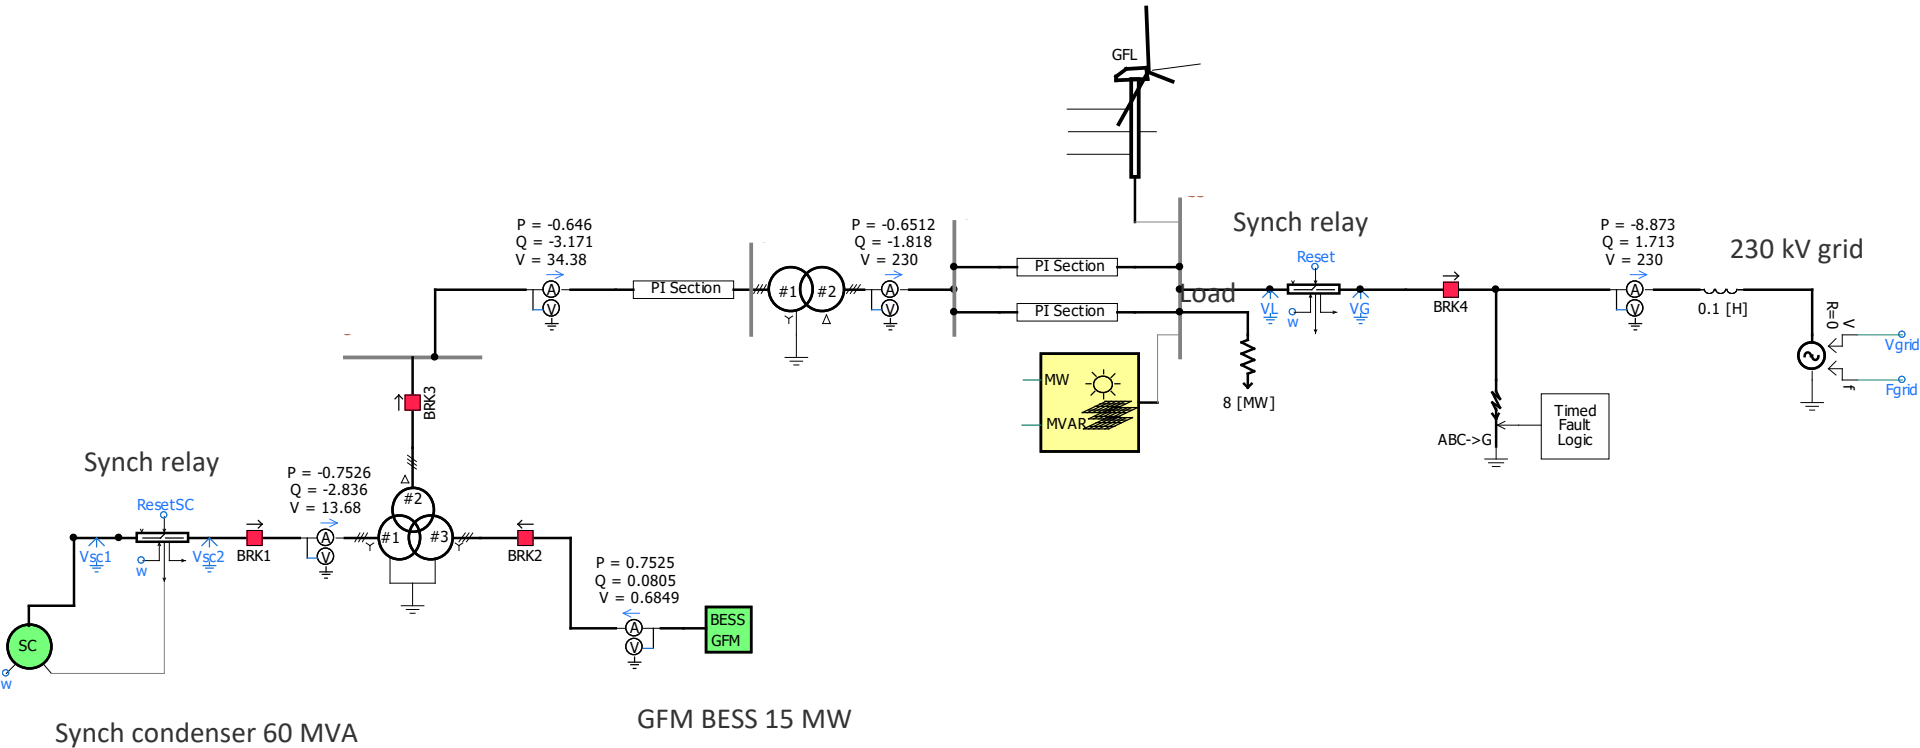 GFL
P = -0.646
Q = -3.171
V = 34.38
P = -0.6512
Q = -1.818
V = 230
Synch relay
P = -8.873
Q = 1.713
V = 230
230 kV grid
Reset
PI Section
A
V
PI Section
#1
#2
Y
Δ
A
V
PI Section
Load
VL
w
VG
BRK4
A
V
0.1 [H]
R=0
V
f
Vgrid
Fgrid
MW
MVAR
8 [MW]
ABC->G
Timed
Fault
Logic
BRK3
Synch relay
ResetSC
P = -0.7526
Q = -2.836
V = 13.68
Δ
#2
#1
#3
Y
Y
Vsc1
w
Vsc2
BRK1
A
V
BRK2
P = 0.7525
Q = 0.0805
V = 0.6849
A
V
BESS
GFM
SC
w
Synch condenser 60 MVA
GFM BESS 15 MW